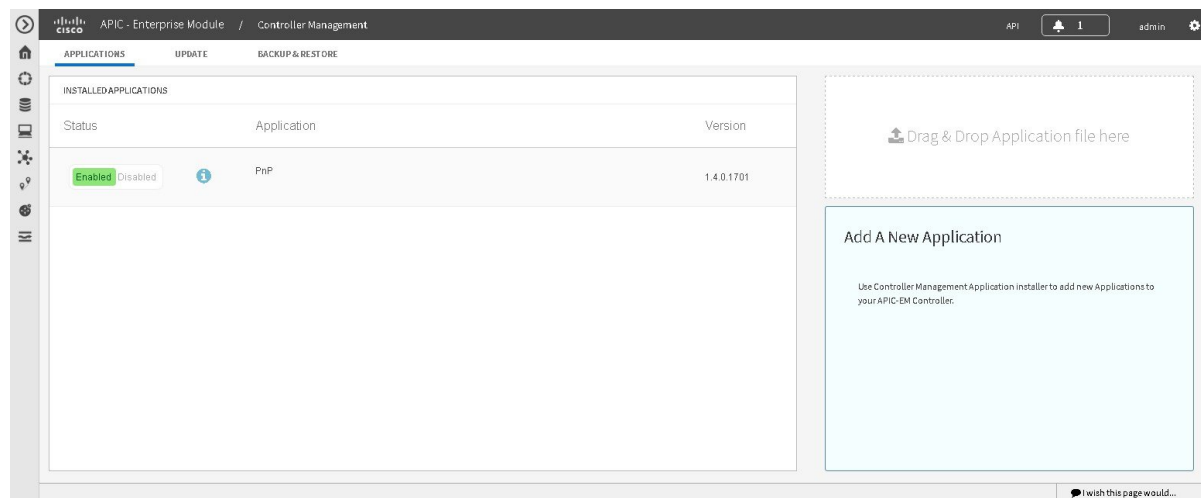 CISCO APIC - Enterprise Module / Controller Management API 1 admin
APPLICATIONS UPDATE BACKUP & RESTORE
INSTALLED APPLICATIONS
Status Application Version
Enabled Disabled PnP 1.4.0.1701
Drag & Drop Application file here
Add A New Application
Use Controller Management Application installer to add new Applications to
your APIC-EM Controller.
I wish this page would...